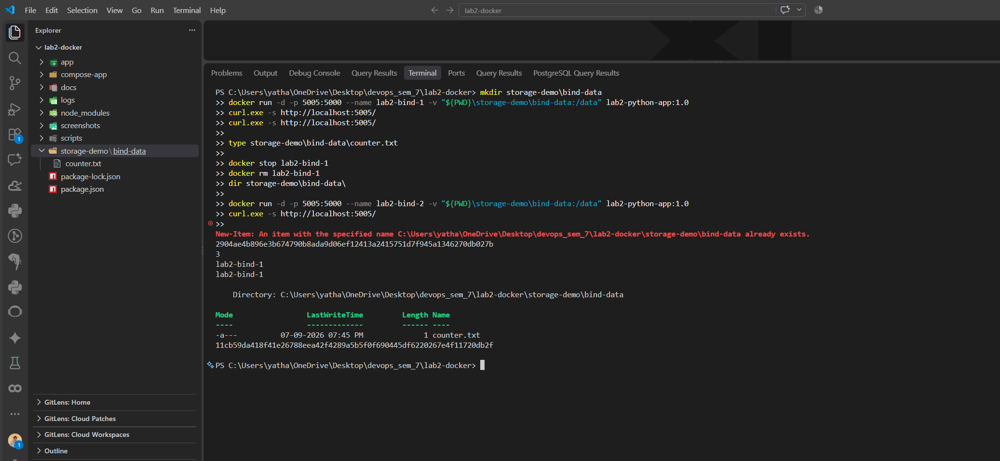 File Edit Selection View Go Run Terminal Help
lab2-docker
Explorer
lab2-docker
app
compose-app
docs
logs
node_modules
screenshots
scripts
storage-demo\bind-data
counter.txt
package-lock.json
package.json
GitLens: Home
GitLens: Cloud Patches
GitLens: Cloud Workspaces
Outline
1
1
Problems Output Debug Console Query Results Terminal Ports Query Results PostgreSQL Query Results
PS C:\Users\yatha\OneDrive\Desktop\devops_sem_7\lab2-docker> mkdir storage-demo\bind-data
>> docker run -d -p 5005:5000 --name lab2-bind-1 -v "${PWD}\storage-demo\bind-data:/data" lab2-python-app:1.0
>> curl.exe -s http://localhost:5005/
>> curl.exe -s http://localhost:5005/
>>
>> type storage-demo\bind-data\counter.txt
>>
>> docker stop lab2-bind-1
>> docker rm lab2-bind-1
>> dir storage-demo\bind-data\
>>
>> docker run -d -p 5005:5000 --name lab2-bind-2 -v "${PWD}\storage-demo\bind-data:/data" lab2-python-app:1.0
>> curl.exe -s http://localhost:5005/
>>
New-Item: An item with the specified name C:\Users\yatha\OneDrive\Desktop\devops_sem_7\lab2-docker\storage-demo\bind-data already exists.
2904ae4b896e3b674790b8ada9d06ef12413a2415751d7f945a1346270db027b
3
lab2-bind-1
lab2-bind-1
Directory: C:\Users\yatha\OneDrive\Desktop\devops_sem_7\lab2-docker\storage-demo\bind-data
Mode LastWriteTime Length Name
---- ------------- ------ ----
-a--- 07-09-2026 07:45 PM 1 counter.txt
11cb59da418f41e26788eea42f4289a5b5f0f690445df6220267e4f11720db2f
PS C:\Users\yatha\OneDrive\Desktop\devops_sem_7\lab2-docker>